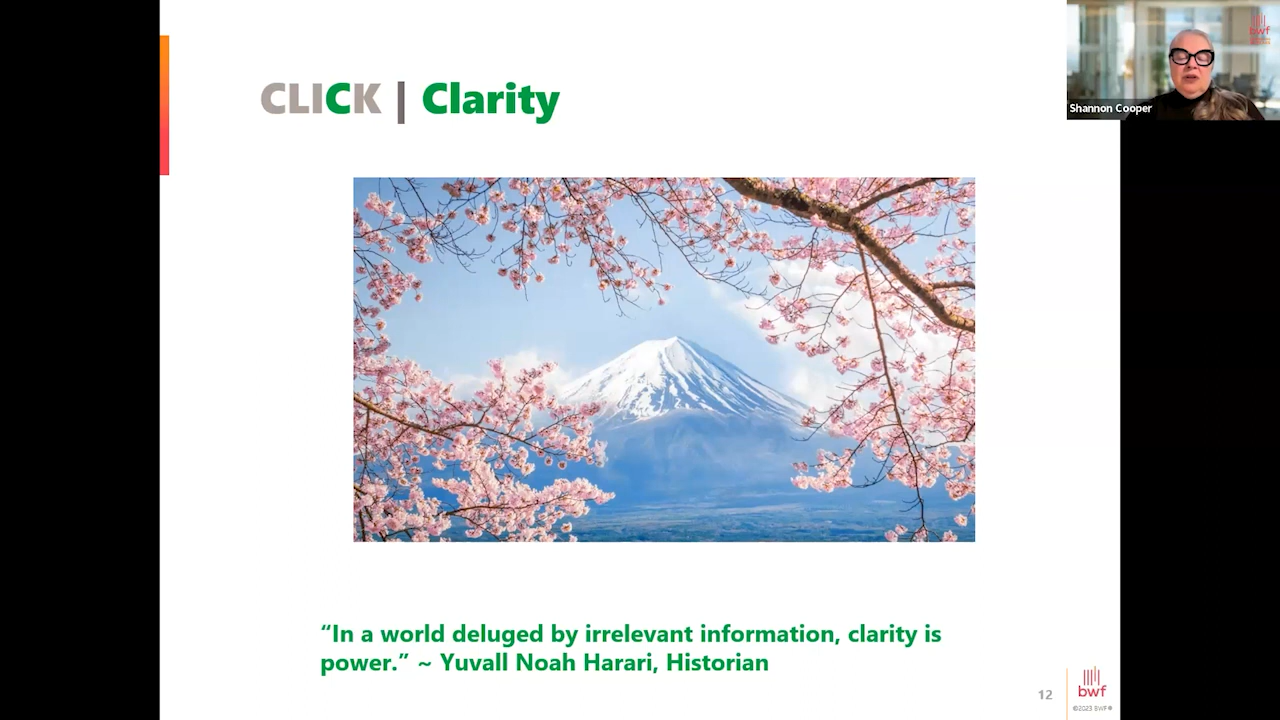 CLICK | Clarity
bwf
Shannon Cooper
“In a world deluged by irrelevant information, clarity is
power.” ~ Yuvall Noah Harari, Historian
12
bwf
©2023 BWF®